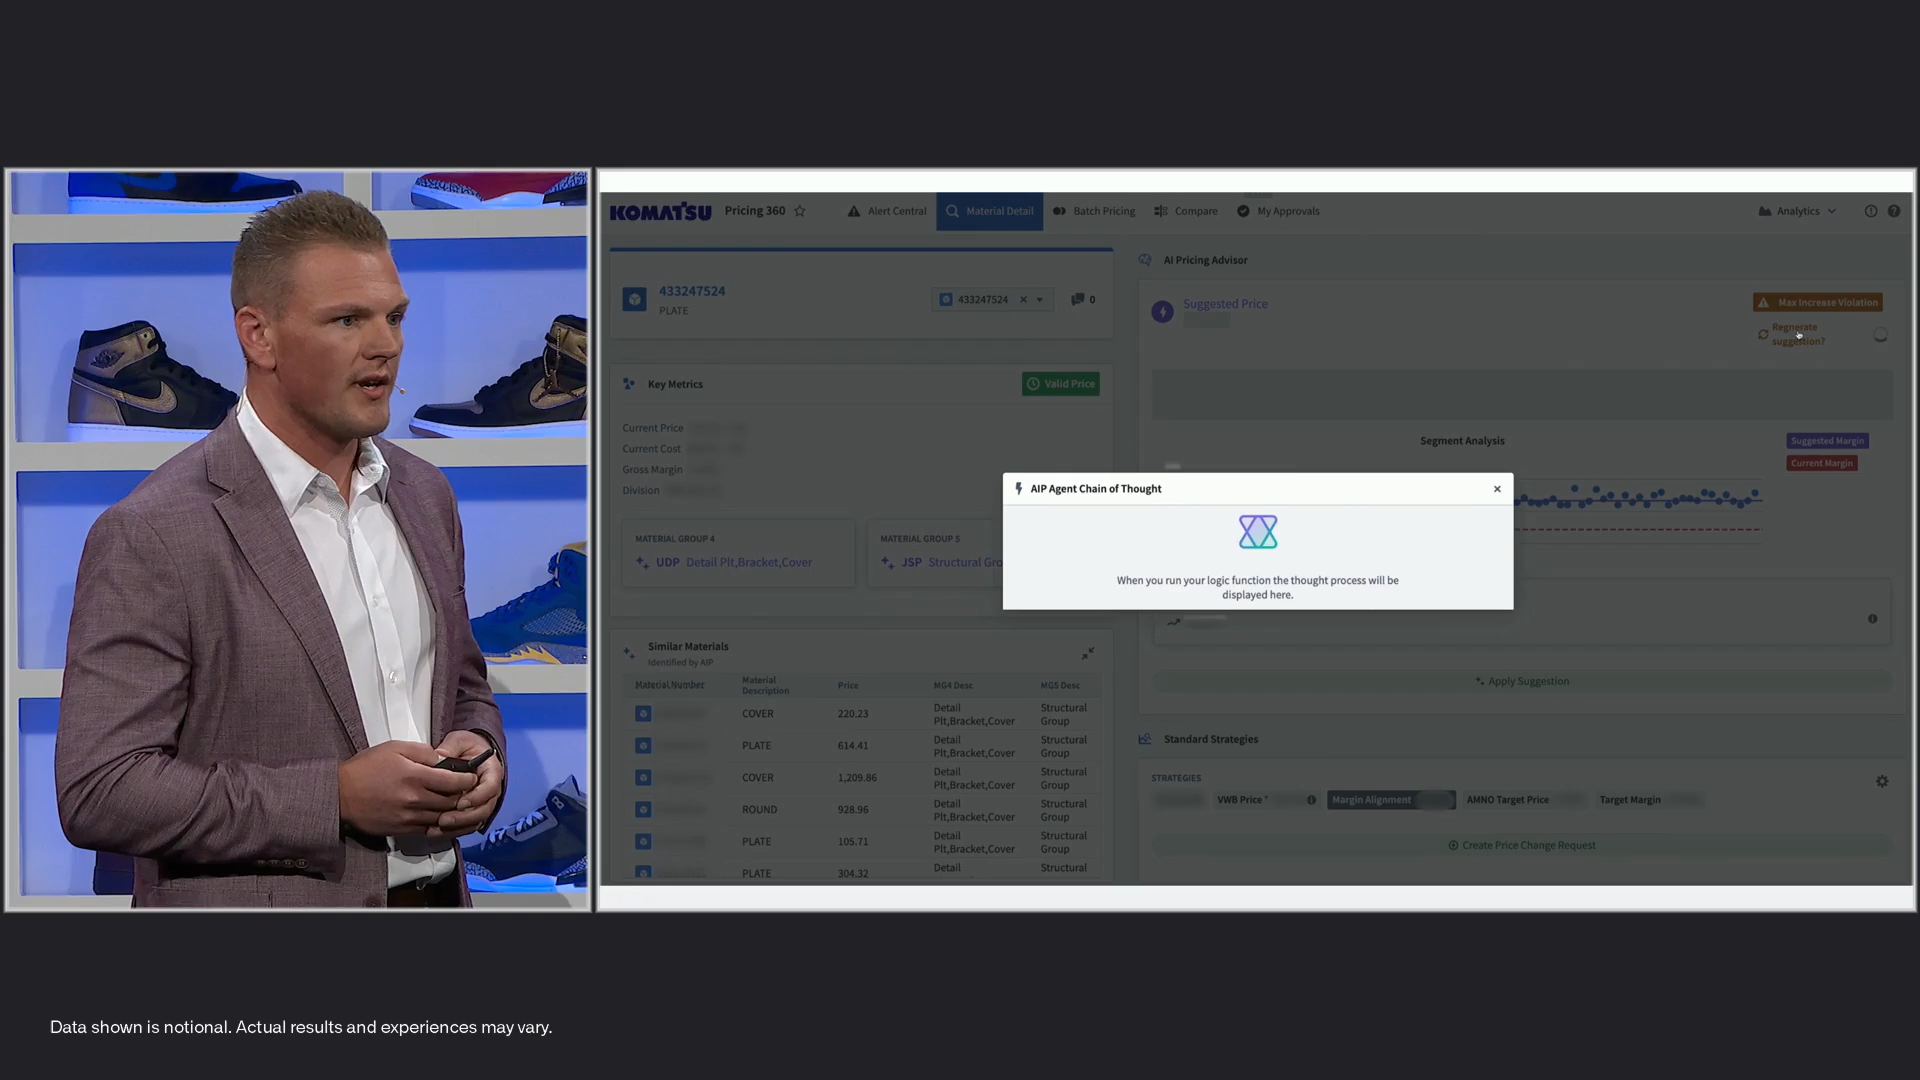 KOMATSU Pricing 360 Alert Central Material Detail Batch Pricing Compare My Approvals Analytics
433247524
PLATE
433247524
0
Key Metrics
Valid Price
Current Price
Current Cost
Gross Margin
Division
MATERIAL GROUP 4
UDP Detail Plt,Bracket,Cover
MATERIAL GROUP 5
JSP Structural Gro
Similar Materials
Identified by AIP
Material Number Material Description Price MG4 Desc MG5 Desc
COVER 220.23 Detail Plt,Bracket,Cover Structural Group
PLATE 614.41 Detail Plt,Bracket,Cover Structural Group
COVER 1,209.86 Detail Plt,Bracket,Cover Structural Group
ROUND 928.96 Detail Plt,Bracket,Cover Structural Group
PLATE 105.71 Detail Plt,Bracket,Cover Structural Group
PLATE 304.32 Detail Structural
AI Pricing Advisor
Suggested Price
Max Increase Violation
Regnerate
suggestion?
Segment Analysis
Suggested Margin
Current Margin
AIP Agent Chain of Thought
When you run your logic function the thought process will be
displayed here.
Apply Suggestion
Standard Strategies
STRATEGIES
VWB Price * Margin Alignment AMNO Target Price Target Margin
Create Price Change Request
Data shown is notional. Actual results and experiences may vary.